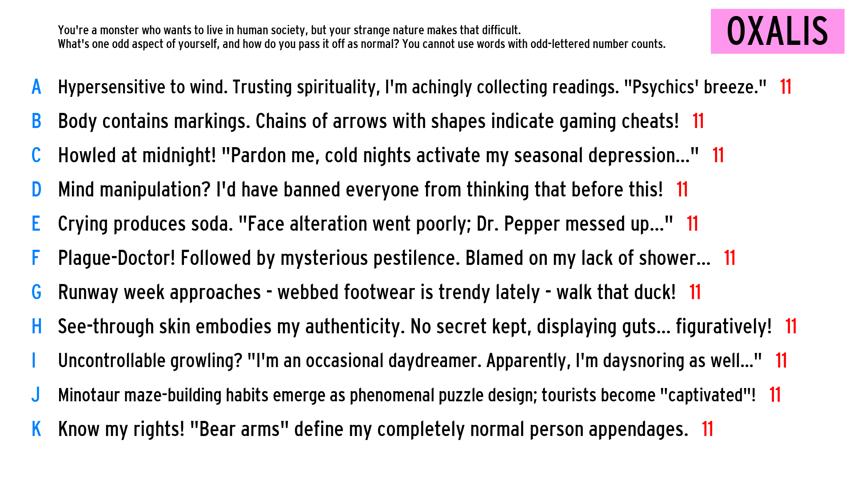 You're a monster who wants to live in human society, but your strange nature makes that difficult.
What's one odd aspect of yourself, and how do you pass it off as normal? You cannot use words with odd-lettered number counts.
OXALIS
A Hypersensitive to wind. Trusting spirituality, I'm achingly collecting readings. "Psychics' breeze." 11
B Body contains markings. Chains of arrows with shapes indicate gaming cheats! 11
C Howled at midnight! "Pardon me, cold nights activate my seasonal depression..." 11
D Mind manipulation? I'd have banned everyone from thinking that before this! 11
E Crying produces soda. "Face alteration went poorly; Dr. Pepper messed up..." 11
F Plague-Doctor! Followed by mysterious pestilence. Blamed on my lack of shower... 11
G Runway week approaches - webbed footwear is trendy lately - walk that duck! 11
H See-through skin embodies my authenticity. No secret kept, displaying guts... figuratively! 11
I Uncontrollable growling? "I'm an occasional daydreamer. Apparently, I'm daysnoring as well..." 11
J Minotaur maze-building habits emerge as phenomenal puzzle design; tourists become "captivated"! 11
K Know my rights! "Bear arms" define my completely normal person appendages. 11